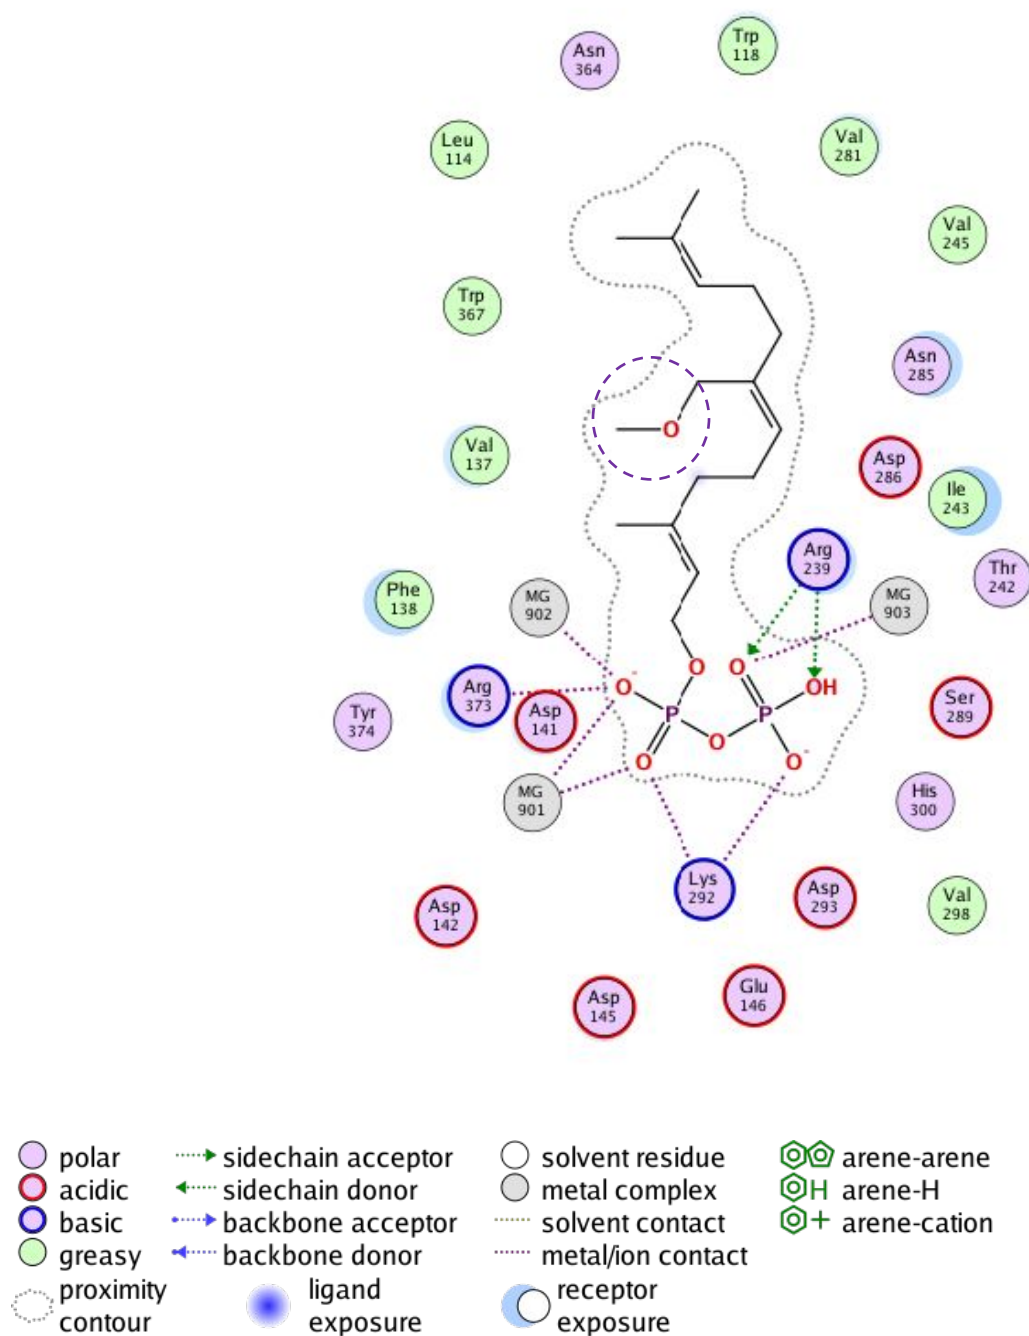 Trp
118
Asn
364
Leu
114
Val
281
Val
245
Trp
367
Asn
285
O
Val
137
Asp
286
Ile
243
Arg
239
Thr
242
Phe
138
MG
902
MG
903
O
O
Arg
373
O-
OH
Asp
141
Ser
289
Tyr
374
P
P
O
O
O-
MG
901
His
300
Lys
292
Asp
293
Val
298
Asp
142
Glu
146
Asp
145
polar
sidechain acceptor
solvent residue
arene-arene
acidic
sidechain donor
metal complex
H
arene-H
basic
backbone acceptor
solvent contact
+
arene-cation
greasy
backbone donor
metal/ion contact
proximity
contour
ligand
exposure
receptor
exposure